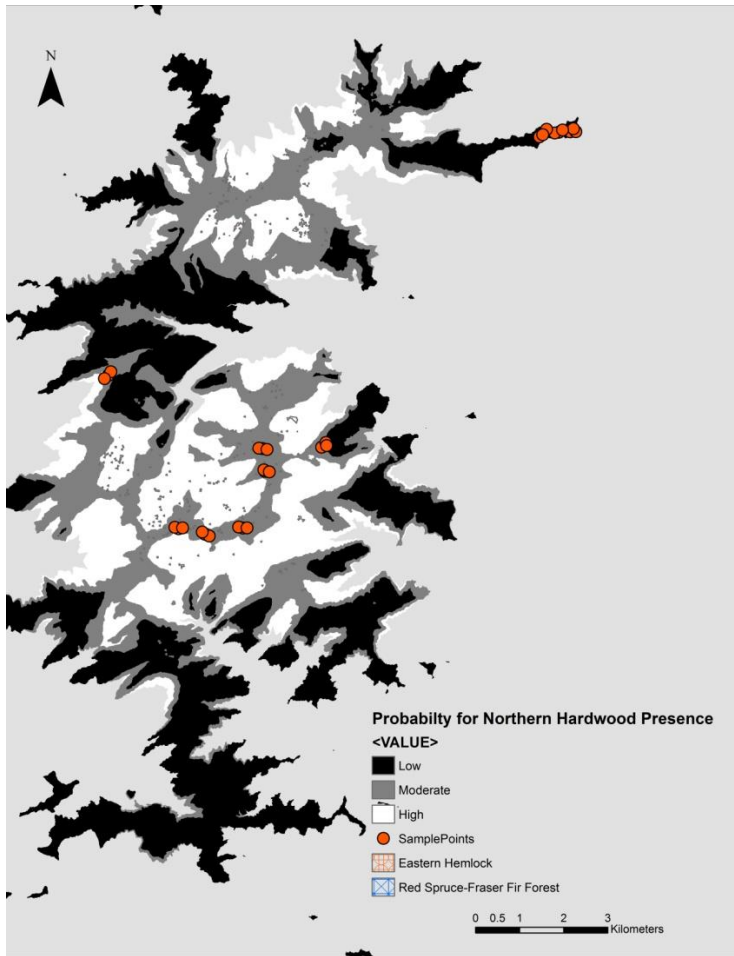 N
Probabilty for Northern Hardwood Presence
<VALUE>
Low
Moderate
High
SamplePoints
Eastern Hemlock
Red Spruce-Fraser Fir Forest
0 0.5 1 2 3
Kilometers